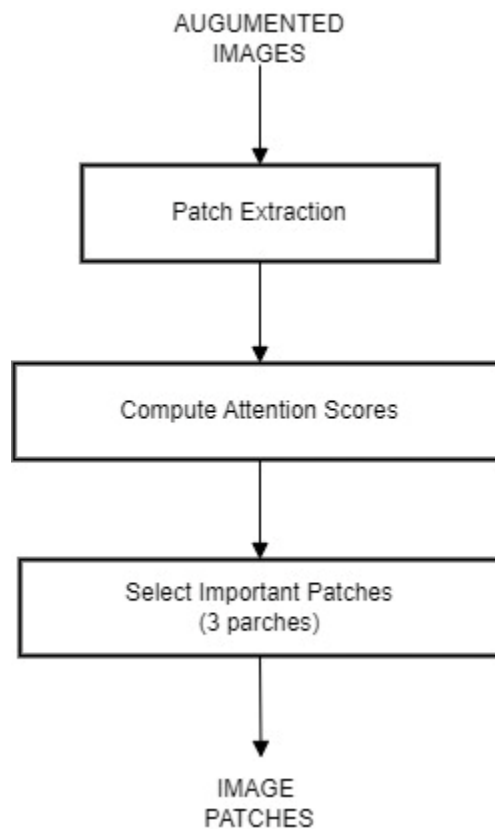 AUGUMENTED
IMAGES
Patch Extraction
Compute Attention Scores
Select Important Patches
(3 parches)
IMAGE
PATCHES